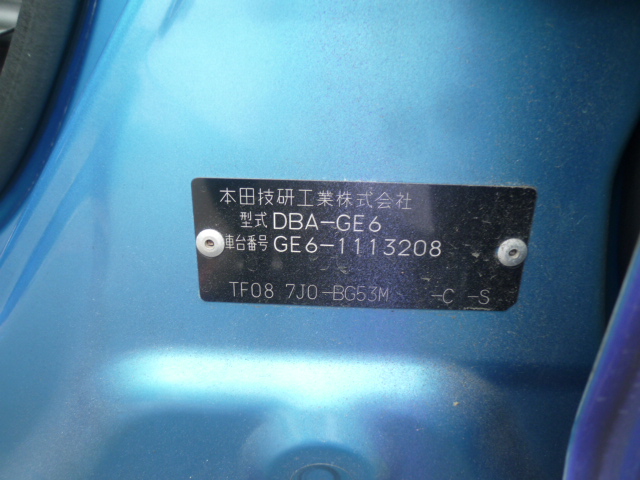 本田技研工業株式会社
型式 DBA-GE6
車台番号 GE6-1113208
TF08 7J0-BG53M -C -S